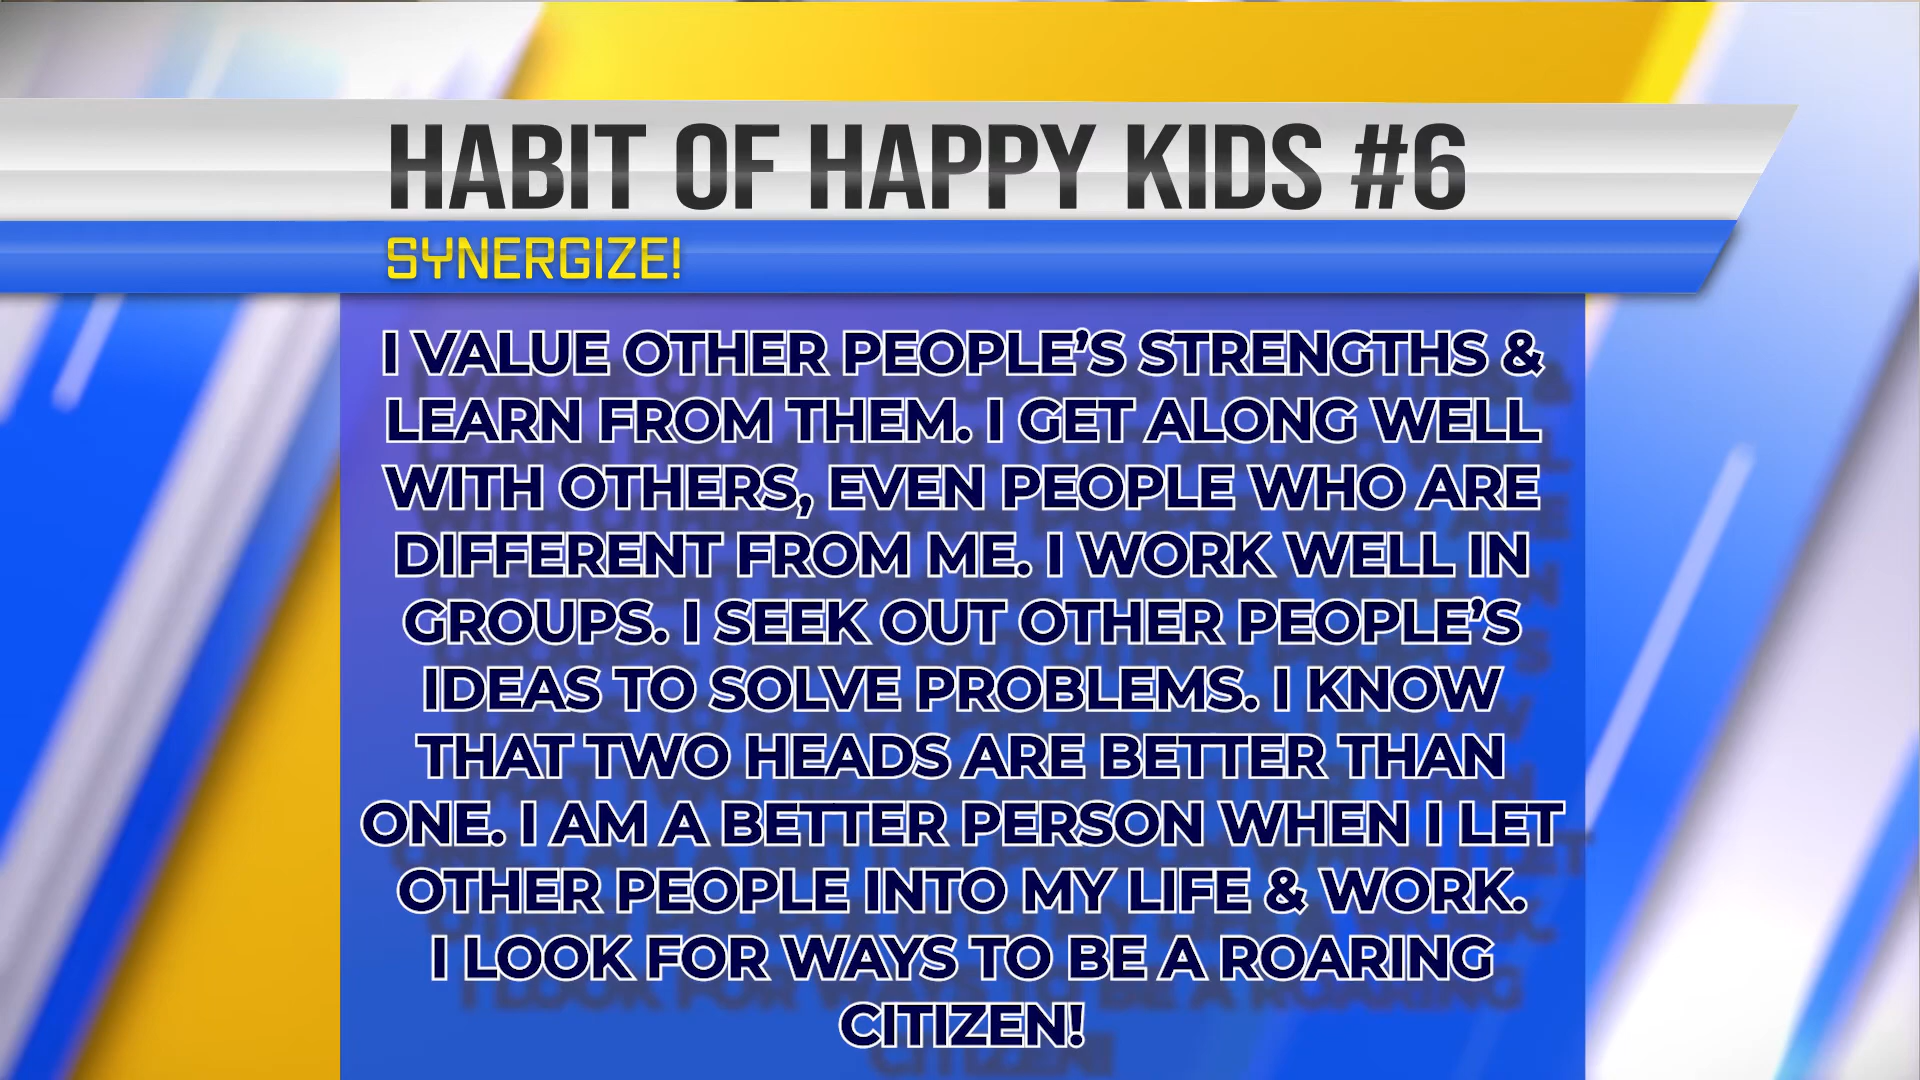 HABIT OF HAPPY KIDS #6
SYNERGIZE!
I VALUE OTHER PEOPLE’S STRENGTHS &
LEARN FROM THEM. I GET ALONG WELL
WITH OTHERS, EVEN PEOPLE WHO ARE
DIFFERENT FROM ME. I WORK WELL IN
GROUPS. I SEEK OUT OTHER PEOPLE’S
IDEAS TO SOLVE PROBLEMS. I KNOW
THAT TWO HEADS ARE BETTER THAN
ONE. I AM A BETTER PERSON WHEN I LET
OTHER PEOPLE INTO MY LIFE & WORK.
I LOOK FOR WAYS TO BE A ROARING
CITIZEN!